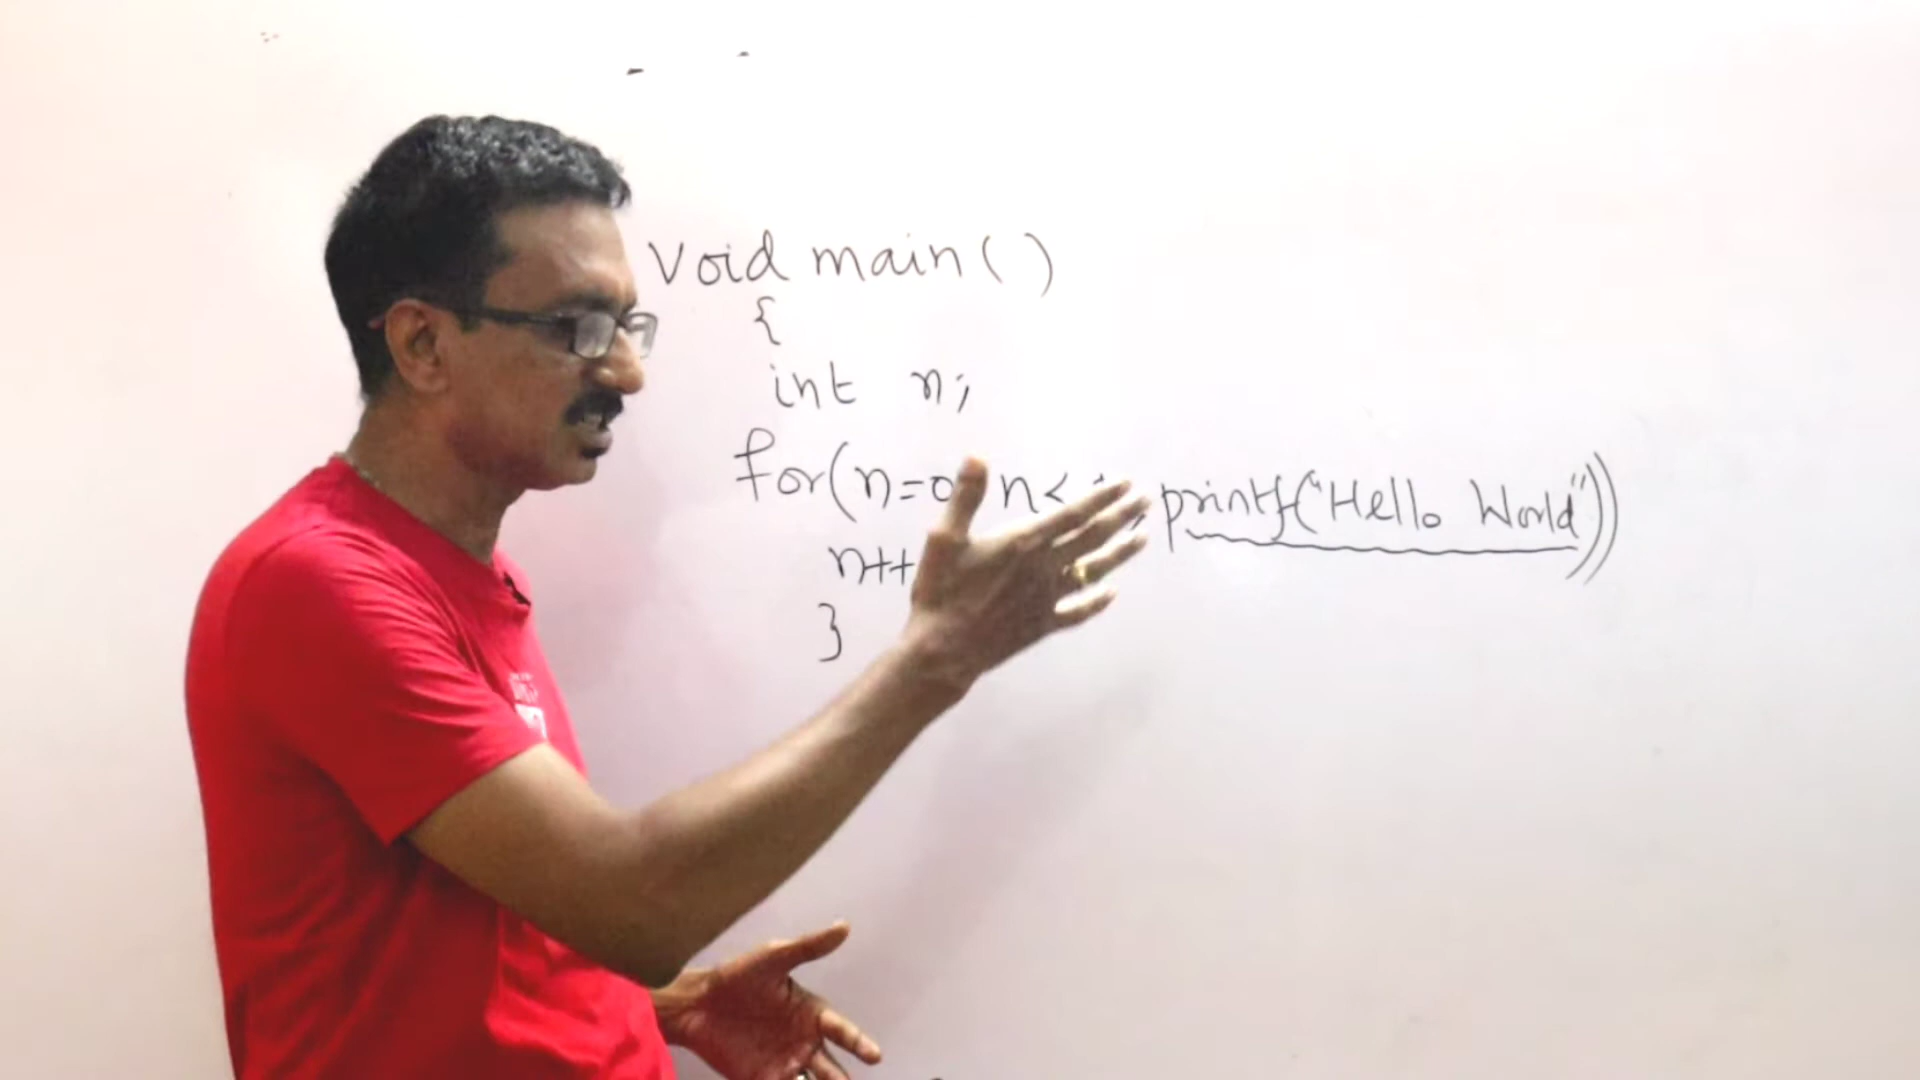 void main()
{
int n;
for(n=0 n< ; printf("Hello World"))
n++
}